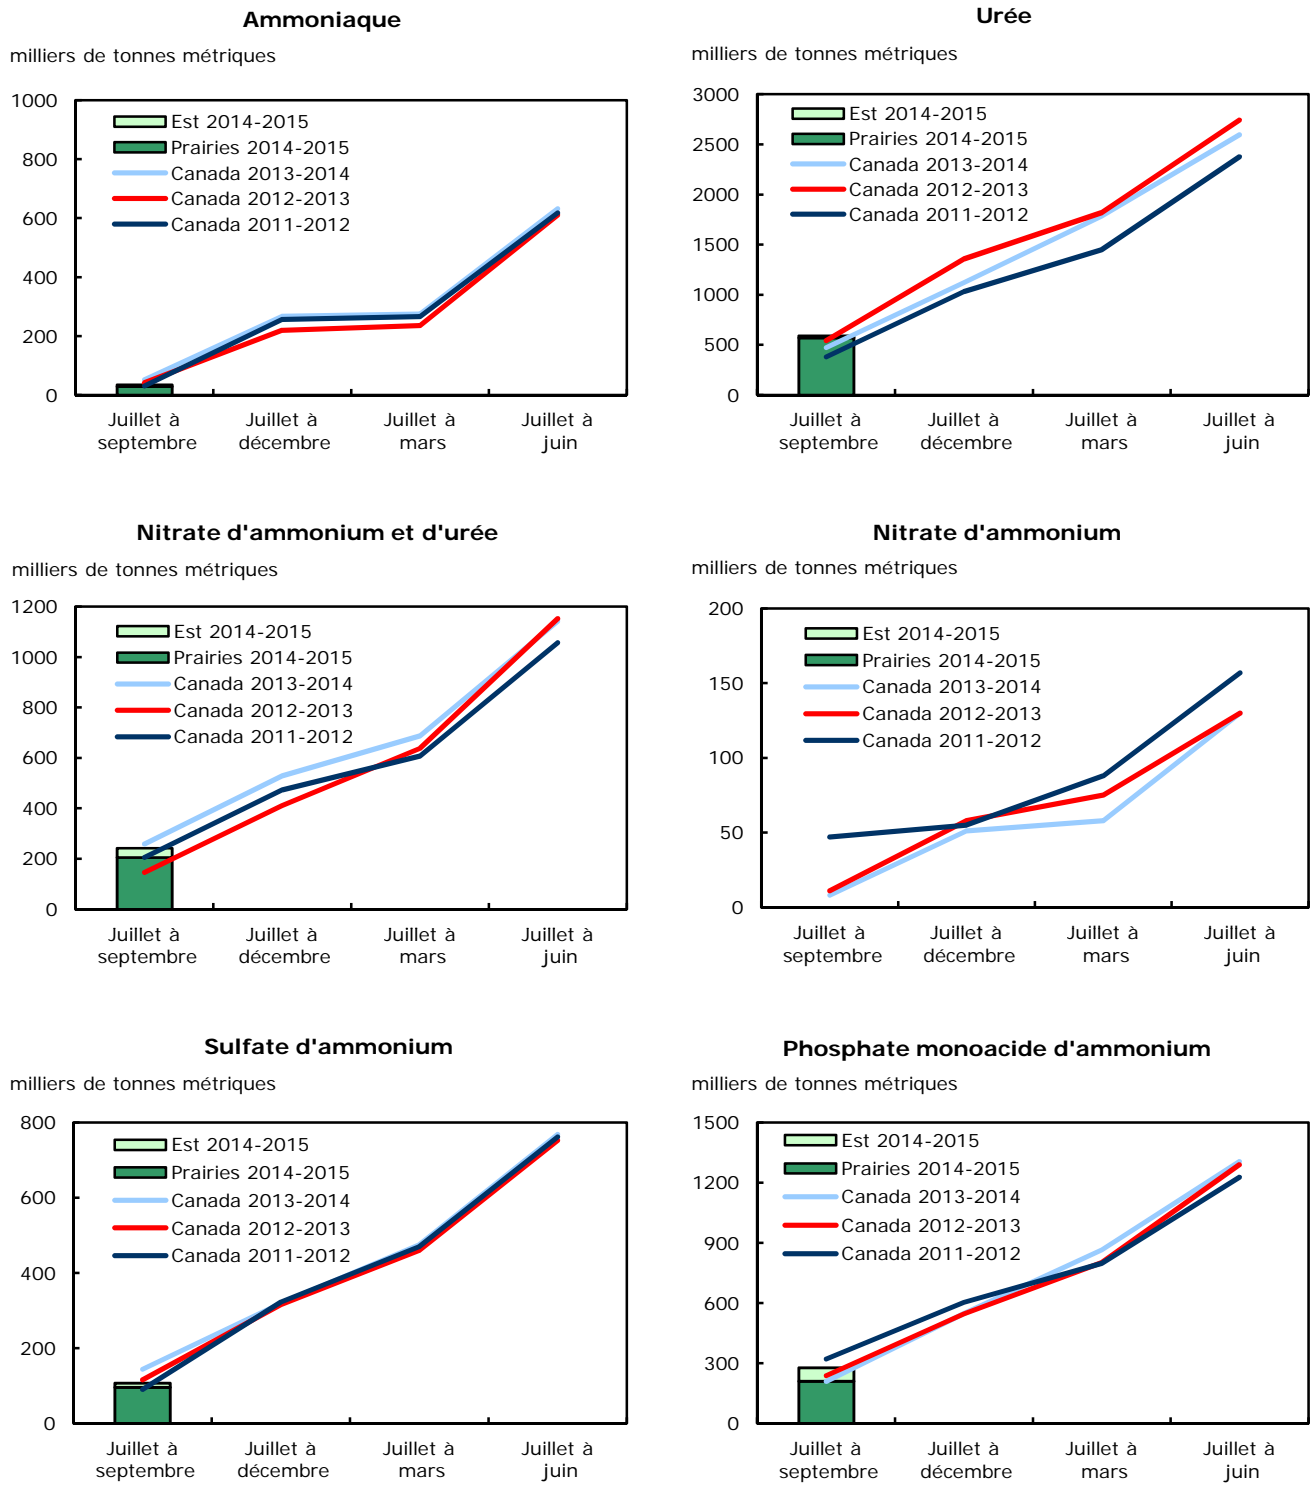 Ammoniaque
milliers de tonnes métriques
1000
800
600
400
200
0
Est 2014-2015
Prairies 2014-2015
Canada 2013-2014
Canada 2012-2013
Canada 2011-2012
Juillet à
septembre
Juillet à
décembre
Juillet à
mars
Juillet à
juin
Urée
milliers de tonnes métriques
3000
2500
2000
1500
1000
500
0
Est 2014-2015
Prairies 2014-2015
Canada 2013-2014
Canada 2012-2013
Canada 2011-2012
Juillet à
septembre
Juillet à
décembre
Juillet à
mars
Juillet à
juin
Nitrate d'ammonium et d'urée
milliers de tonnes métriques
1200
1000
800
600
400
200
0
Est 2014-2015
Prairies 2014-2015
Canada 2013-2014
Canada 2012-2013
Canada 2011-2012
Juillet à
septembre
Juillet à
décembre
Juillet à
mars
Juillet à
juin
Nitrate d'ammonium
milliers de tonnes métriques
200
150
100
50
0
Est 2014-2015
Prairies 2014-2015
Canada 2013-2014
Canada 2012-2013
Canada 2011-2012
Juillet à
septembre
Juillet à
décembre
Juillet à
mars
Juillet à
juin
Sulfate d'ammonium
milliers de tonnes métriques
800
600
400
200
0
Est 2014-2015
Prairies 2014-2015
Canada 2013-2014
Canada 2012-2013
Canada 2011-2012
Juillet à
septembre
Juillet à
décembre
Juillet à
mars
Juillet à
juin
Phosphate monoacide d'ammonium
milliers de tonnes métriques
1500
1200
900
600
300
0
Est 2014-2015
Prairies 2014-2015
Canada 2013-2014
Canada 2012-2013
Canada 2011-2012
Juillet à
septembre
Juillet à
décembre
Juillet à
mars
Juillet à
juin